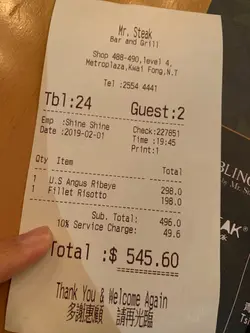 Mr. Steak
Bar and Grill
Shop 488-490,level 4,
Metroplaza,Kwai Fong,N.T
Tel :2554 4441
Tbl:24 Guest:2
Emp :Shine Shine Check:227851
Date :2019-02-01 Time :19:45
Print:1
Qty Item Total
1 U.S Angus Ribeye 298.0
1 Fillet Risotto 198.0
Sub. Total: 496.0
10% Service Charge: 49.6
Total :$ 545.60
Thank You & Welcome Again
多謝惠顧 請再光臨